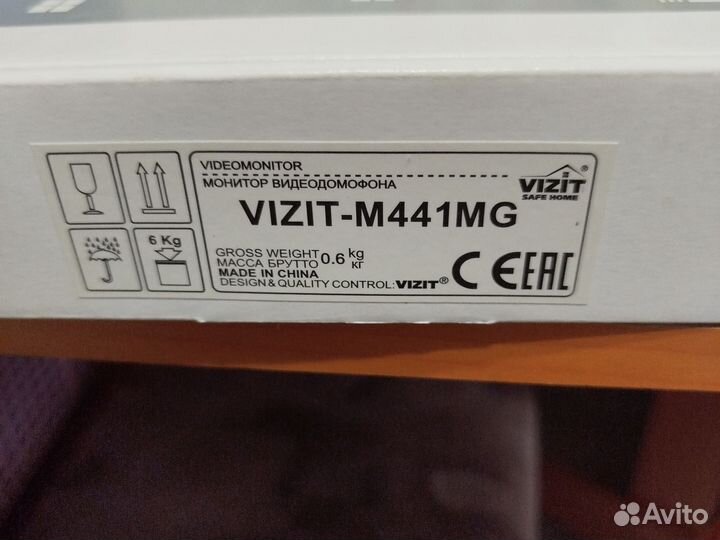 VIDEOMONITOR
МОНИТОР ВИДЕОДОМОФОНА
VIZIT®
SAFE HOME
VIZIT-M441MG
6 Kg
GROSS WEIGHT 0.6 kg
МАССА БРУТТО кг
MADE IN CHINA
DESIGN & QUALITY CONTROL: VIZIT®
CE EAC
Avito